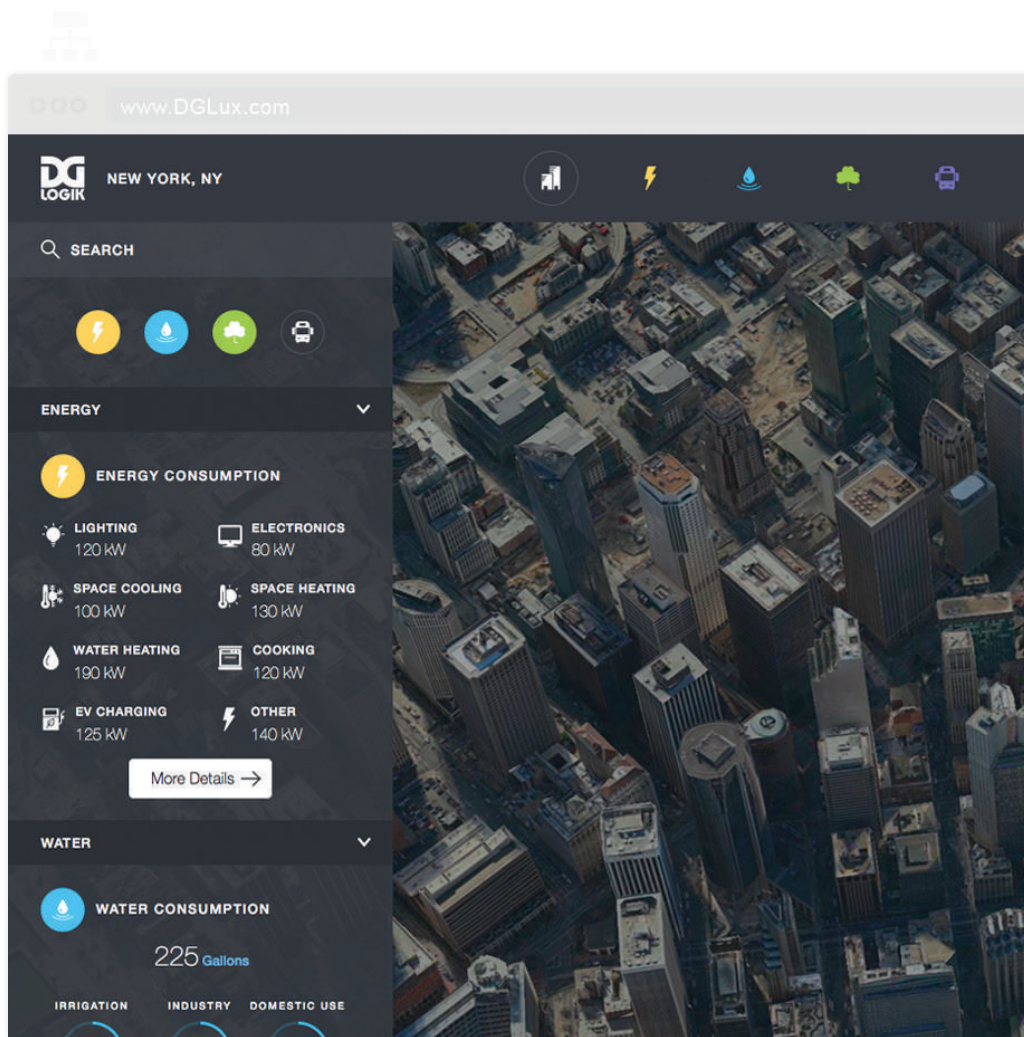 www.DGLux.com
DG
LOGIK
NEW YORK, NY
SEARCH
ENERGY
ENERGY CONSUMPTION
LIGHTING
120 kW
ELECTRONICS
80 kW
SPACE COOLING
100 kW
SPACE HEATING
130 kW
WATER HEATING
190 kW
COOKING
120 kW
EV CHARGING
125 kW
OTHER
140 kW
More Details →
WATER
WATER CONSUMPTION
225 Gallons
IRRIGATION INDUSTRY DOMESTIC USE